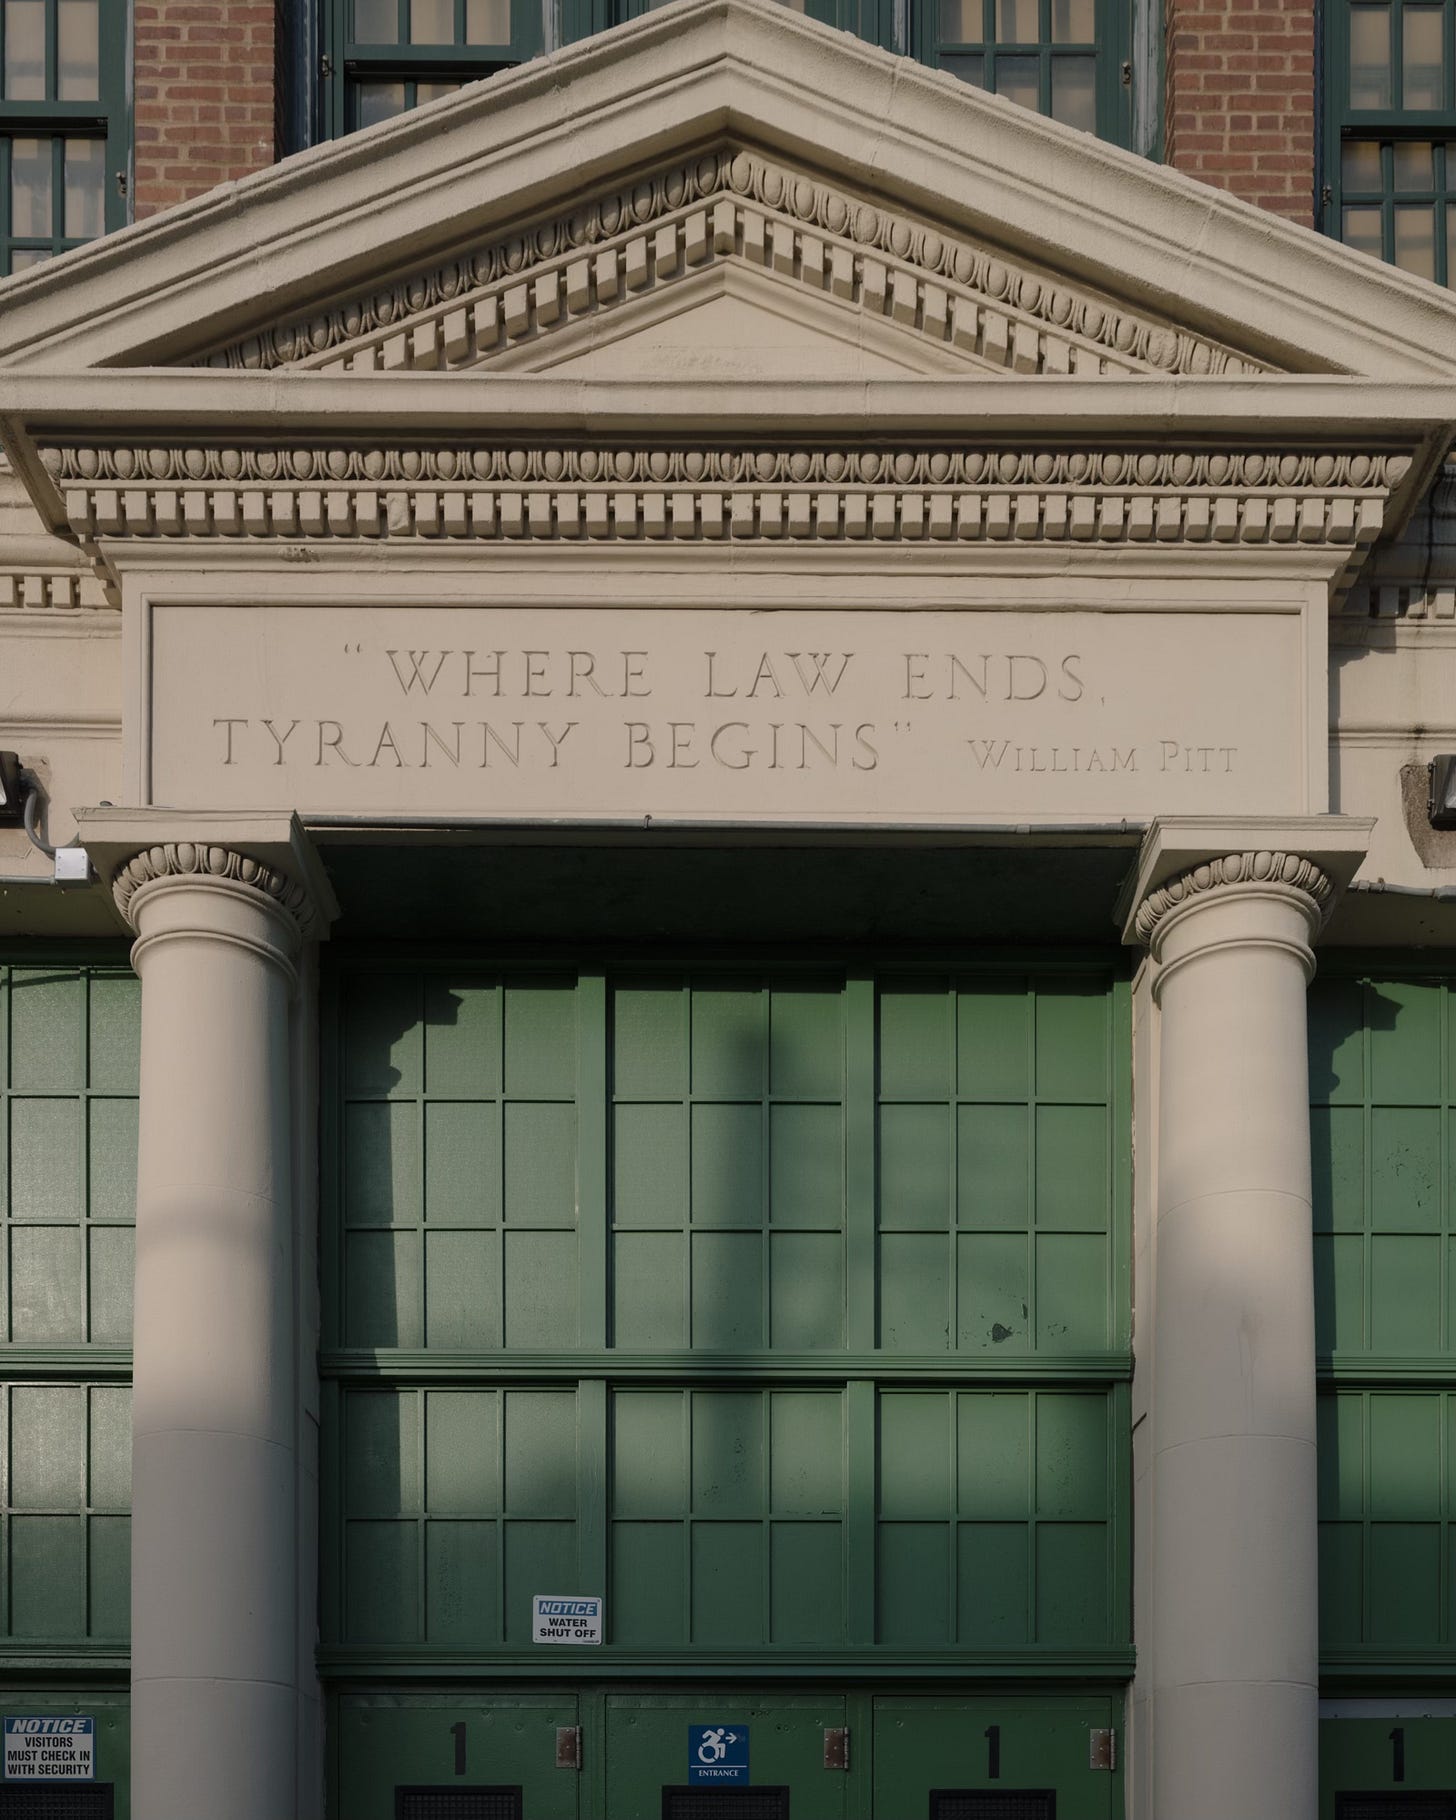 “WHERE LAW ENDS,
TYRANNY BEGINS“ WILLIAM PITT
NOTICE
WATER
SHUT OFF
NOTICE
VISITORS
MUST CHECK IN
WITH SECURITY
1
ENTRANCE
1
1